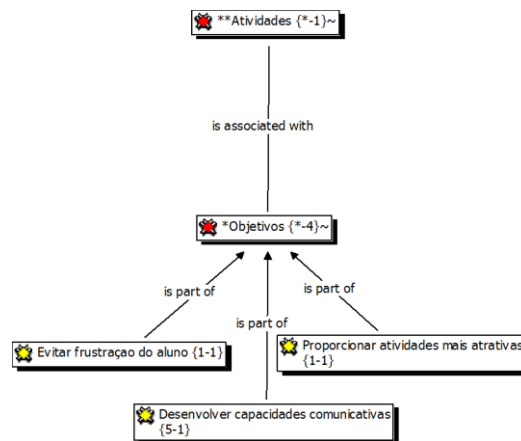 **Atividades {*-1}~
is associated with
*Objetivos {*-4}~
is part of
is part of
is part of
Evitar frustraçao do aluno {1-1}
Proporcionar atividades mais atrativas
{1-1}
Desenvolver capacidades comunicativas
{5-1}